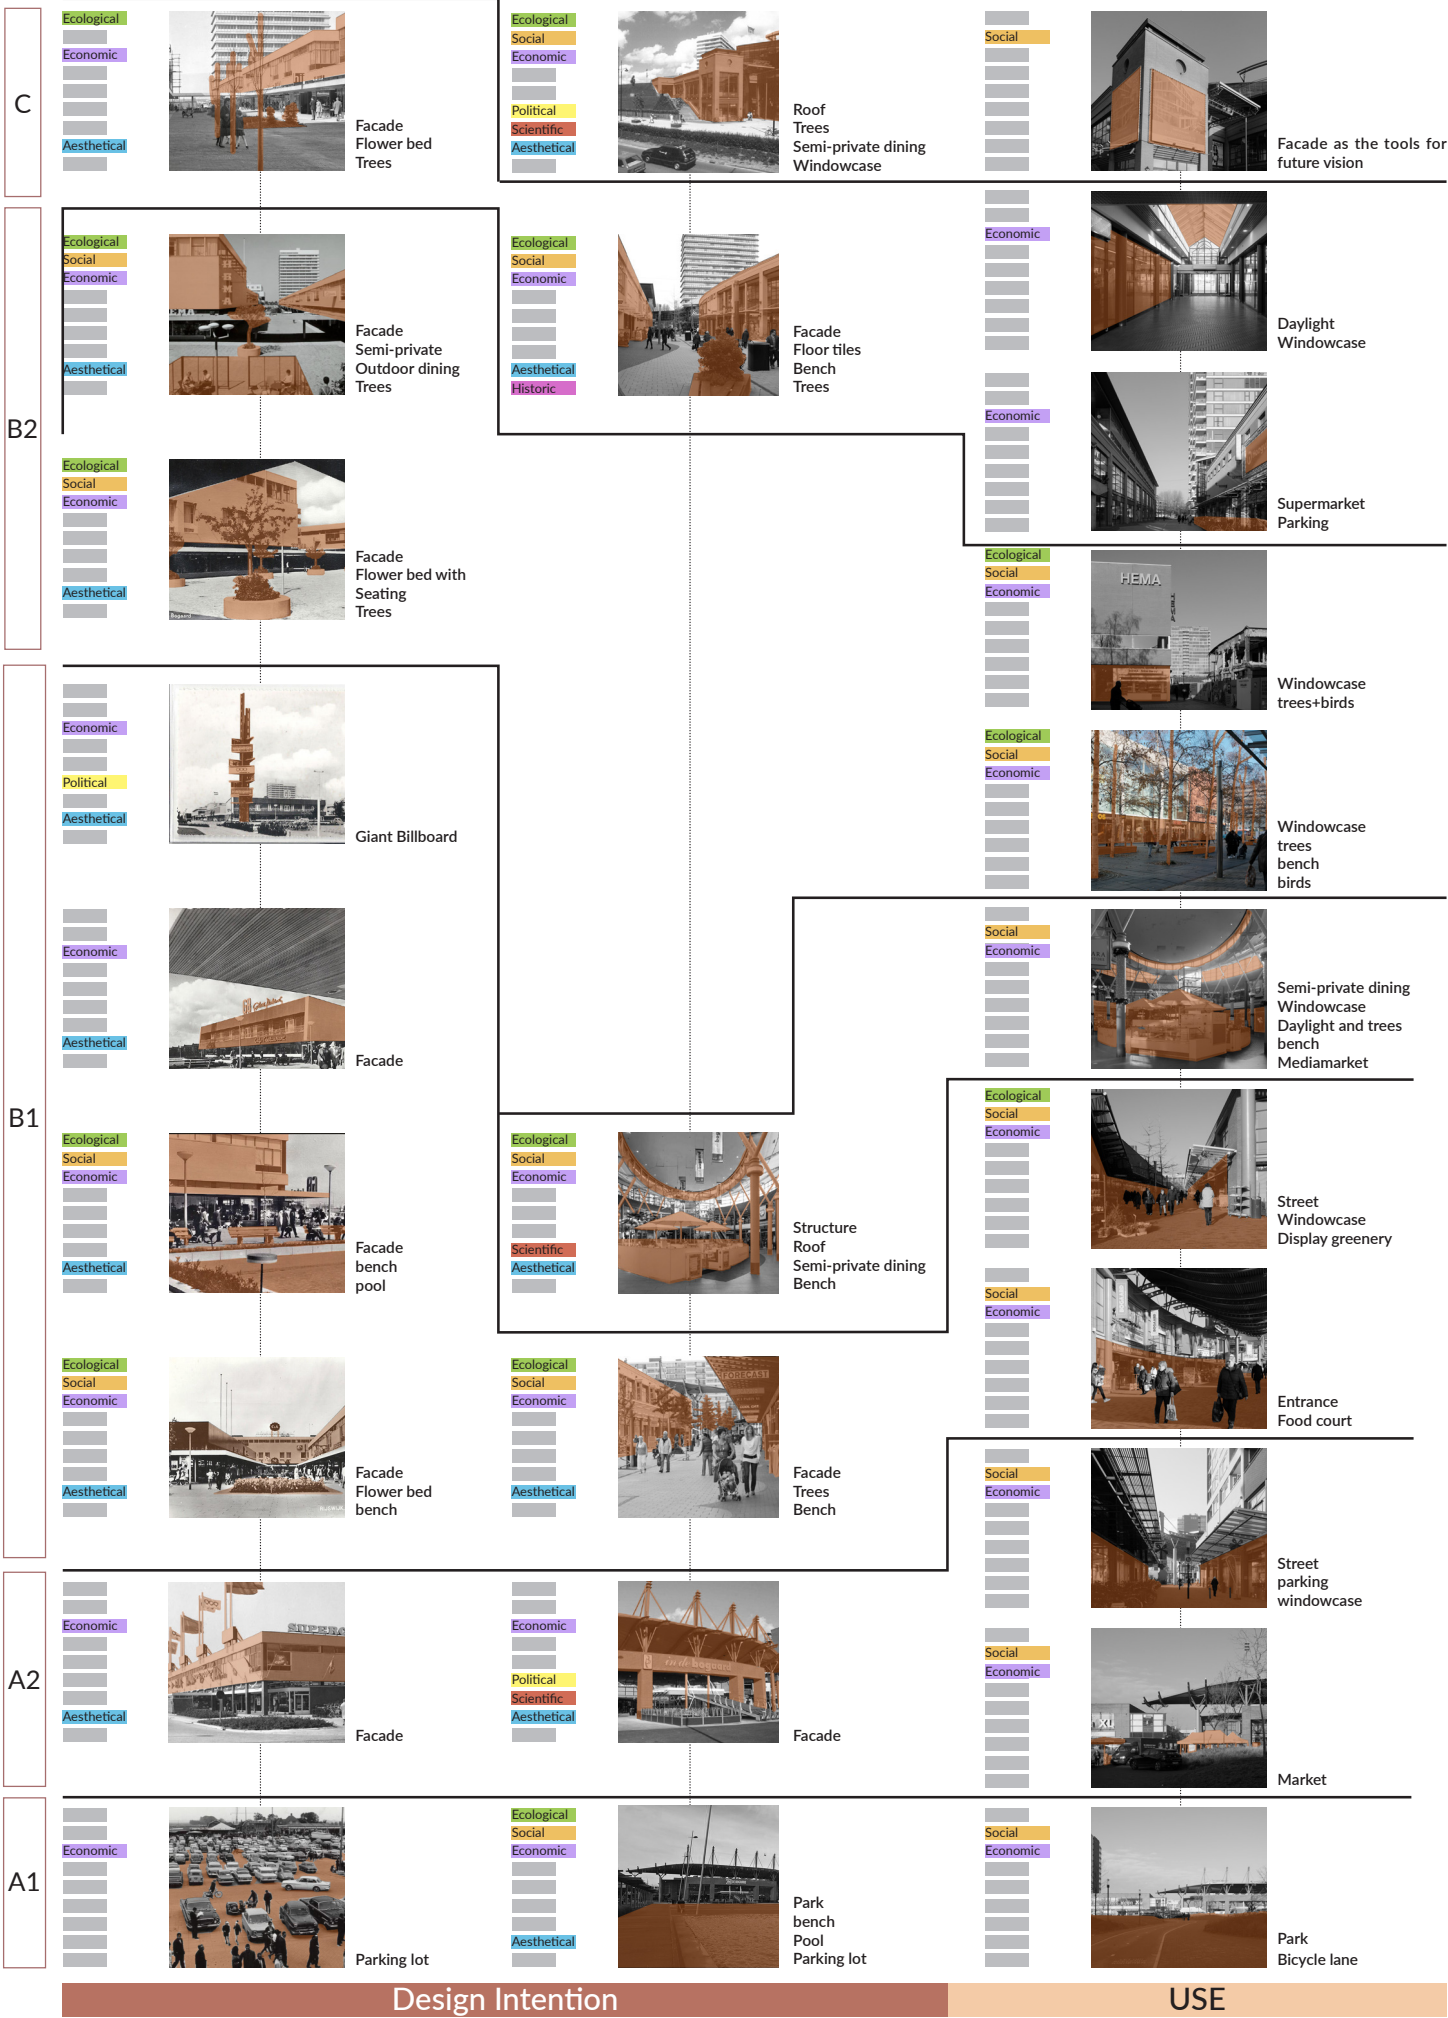 C
Ecological
Economic
Aesthetical
Facade
Flower bed
Trees
Ecological
Social
Economic
Political
Scientific
Aesthetical
Roof
Trees
Semi-private dining
Windowcase
Social
Facade as the tools for
future vision
B2
Ecological
Social
Economic
Aesthetical
Facade
Semi-private
Outdoor dining
Trees
Ecological
Social
Economic
Aesthetical
Historic
Facade
Floor tiles
Bench
Trees
Economic
Daylight
Windowcase
Economic
Supermarket
Parking
Ecological
Social
Economic
Aesthetical
Bogaard
Facade
Flower bed with
Seating
Trees
Ecological
Social
Economic
HEMA
Windowcase
trees+birds
B1
Economic
Political
Aesthetical
Giant Billboard
Ecological
Social
Economic
Windowcase
trees
bench
birds
Economic
Aesthetical
Facade
Social
Economic
Semi-private dining
Windowcase
Daylight and trees
bench
Mediamarket
Ecological
Social
Economic
Aesthetical
Facade
bench
pool
Ecological
Social
Economic
Scientific
Aesthetical
Structure
Roof
Semi-private dining
Bench
Ecological
Social
Economic
Street
Windowcase
Display greenery
Social
Economic
Entrance
Food court
Ecological
Social
Economic
Aesthetical
Facade
Flower bed
bench
Ecological
Social
Economic
Aesthetical
FORECAST
Facade
Trees
Bench
Social
Economic
Street
parking
windowcase
A2
Economic
Aesthetical
Facade
Economic
Political
Scientific
Aesthetical
in de bogaard
Facade
Social
Economic
XL
Market
A1
Economic
Parking lot
Ecological
Social
Economic
Aesthetical
Park
bench
Pool
Parking lot
Social
Economic
Park
Bicycle lane
Design Intention
USE